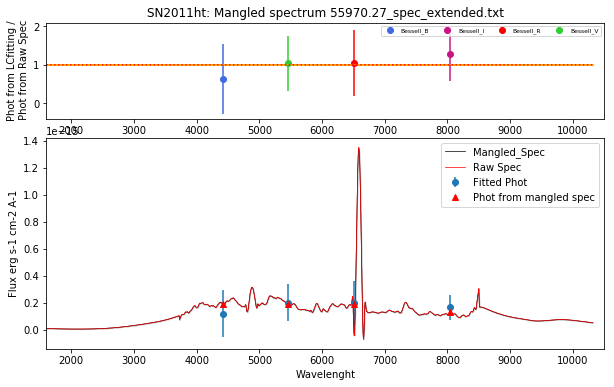 SN2011ht: Mangled spectrum 55970.27_spec_extended.txt
Phot from LCfitting /
Phot from Raw Spec
2
1
0
Bessell_B
Bessell_I
Bessell_R
Bessell_V
2000 3000 4000 5000 6000 7000 8000 9000 10000
1e−15
Flux erg s-1 cm-2 A-1
1.4
1.2
1.0
0.8
0.6
0.4
0.2
0.0
Mangled_Spec
Raw Spec
Fitted Phot
Phot from mangled spec
2000 3000 4000 5000 6000 7000 8000 9000 10000
Wavelenght